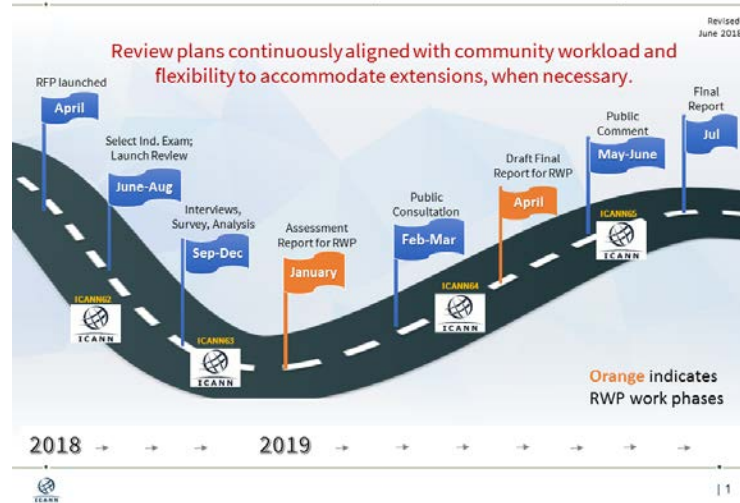 Revised
June 2018
Review plans continuously aligned with community workload and
flexibility to accommodate extensions, when necessary.
RFP launched
April
Select Ind. Exam;
Launch Review
June-Aug
Interviews,
Survey, Analysis
Sep-Dec
Assessment
Report for RWP
January
Public
Consultation
Feb-Mar
Draft Final
Report for RWP
April
Public
Comment
May-June
Final
Report
Jul
ICANN62
ICANN
ICANN63
ICANN
ICANN64
ICANN
ICANN65
ICANN
Orange indicates
RWP work phases
2018 → → → 2019 → → → → → →
ICANN
| 1